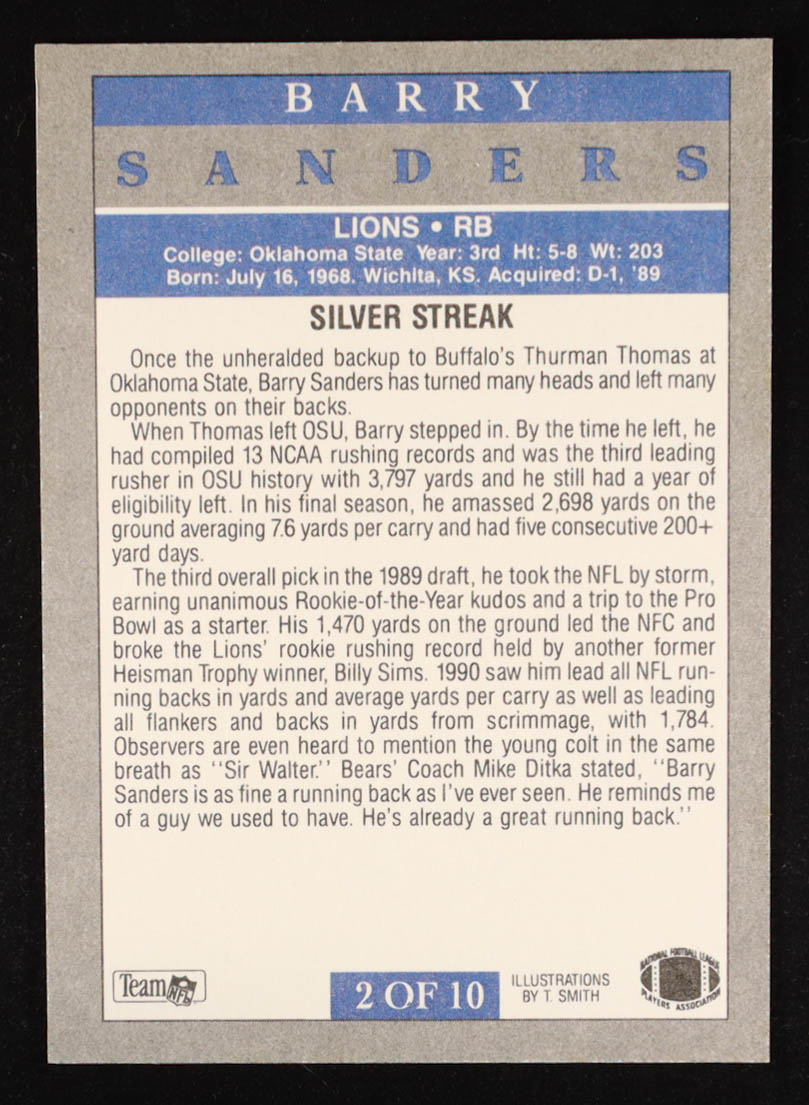 BARRY
SANDERS
LIONS • RB
College: Oklahoma State Year: 3rd Ht: 5-8 Wt: 203
Born: July 16, 1968. Wichita, KS. Acquired: D-1, '89
SILVER STREAK
Once the unheralded backup to Buffalo's Thurman Thomas at
Oklahoma State, Barry Sanders has turned many heads and left many
opponents on their backs.
When Thomas left OSU, Barry stepped in. By the time he left, he
had compiled 13 NCAA rushing records and was the third leading
rusher in OSU history with 3,797 yards and he still had a year of
eligibility left. In his final season, he amassed 2,698 yards on the
ground averaging 7.6 yards per carry and had five consecutive 200+
yard days.
The third overall pick in the 1989 draft, he took the NFL by storm,
earning unanimous Rookie-of-the-Year kudos and a trip to the Pro
Bowl as a starter. His 1,470 yards on the ground led the NFC and
broke the Lions' rookie rushing record held by another former
Heisman Trophy winner, Billy Sims. 1990 saw him lead all NFL run-
ning backs in yards and average yards per carry as well as leading
all flankers and backs in yards from scrimmage, with 1,784.
Observers are even heard to mention the young colt in the same
breath as ''Sir Walter.'' Bears' Coach Mike Ditka stated, ''Barry
Sanders is as fine a running back as I've ever seen. He reminds me
of a guy we used to have. He's already a great running back.''
Team NFL
2 OF 10
ILLUSTRATIONS
BY T. SMITH
NATIONAL FOOTBALL LEAGUE
PLAYERS ASSOCIATION